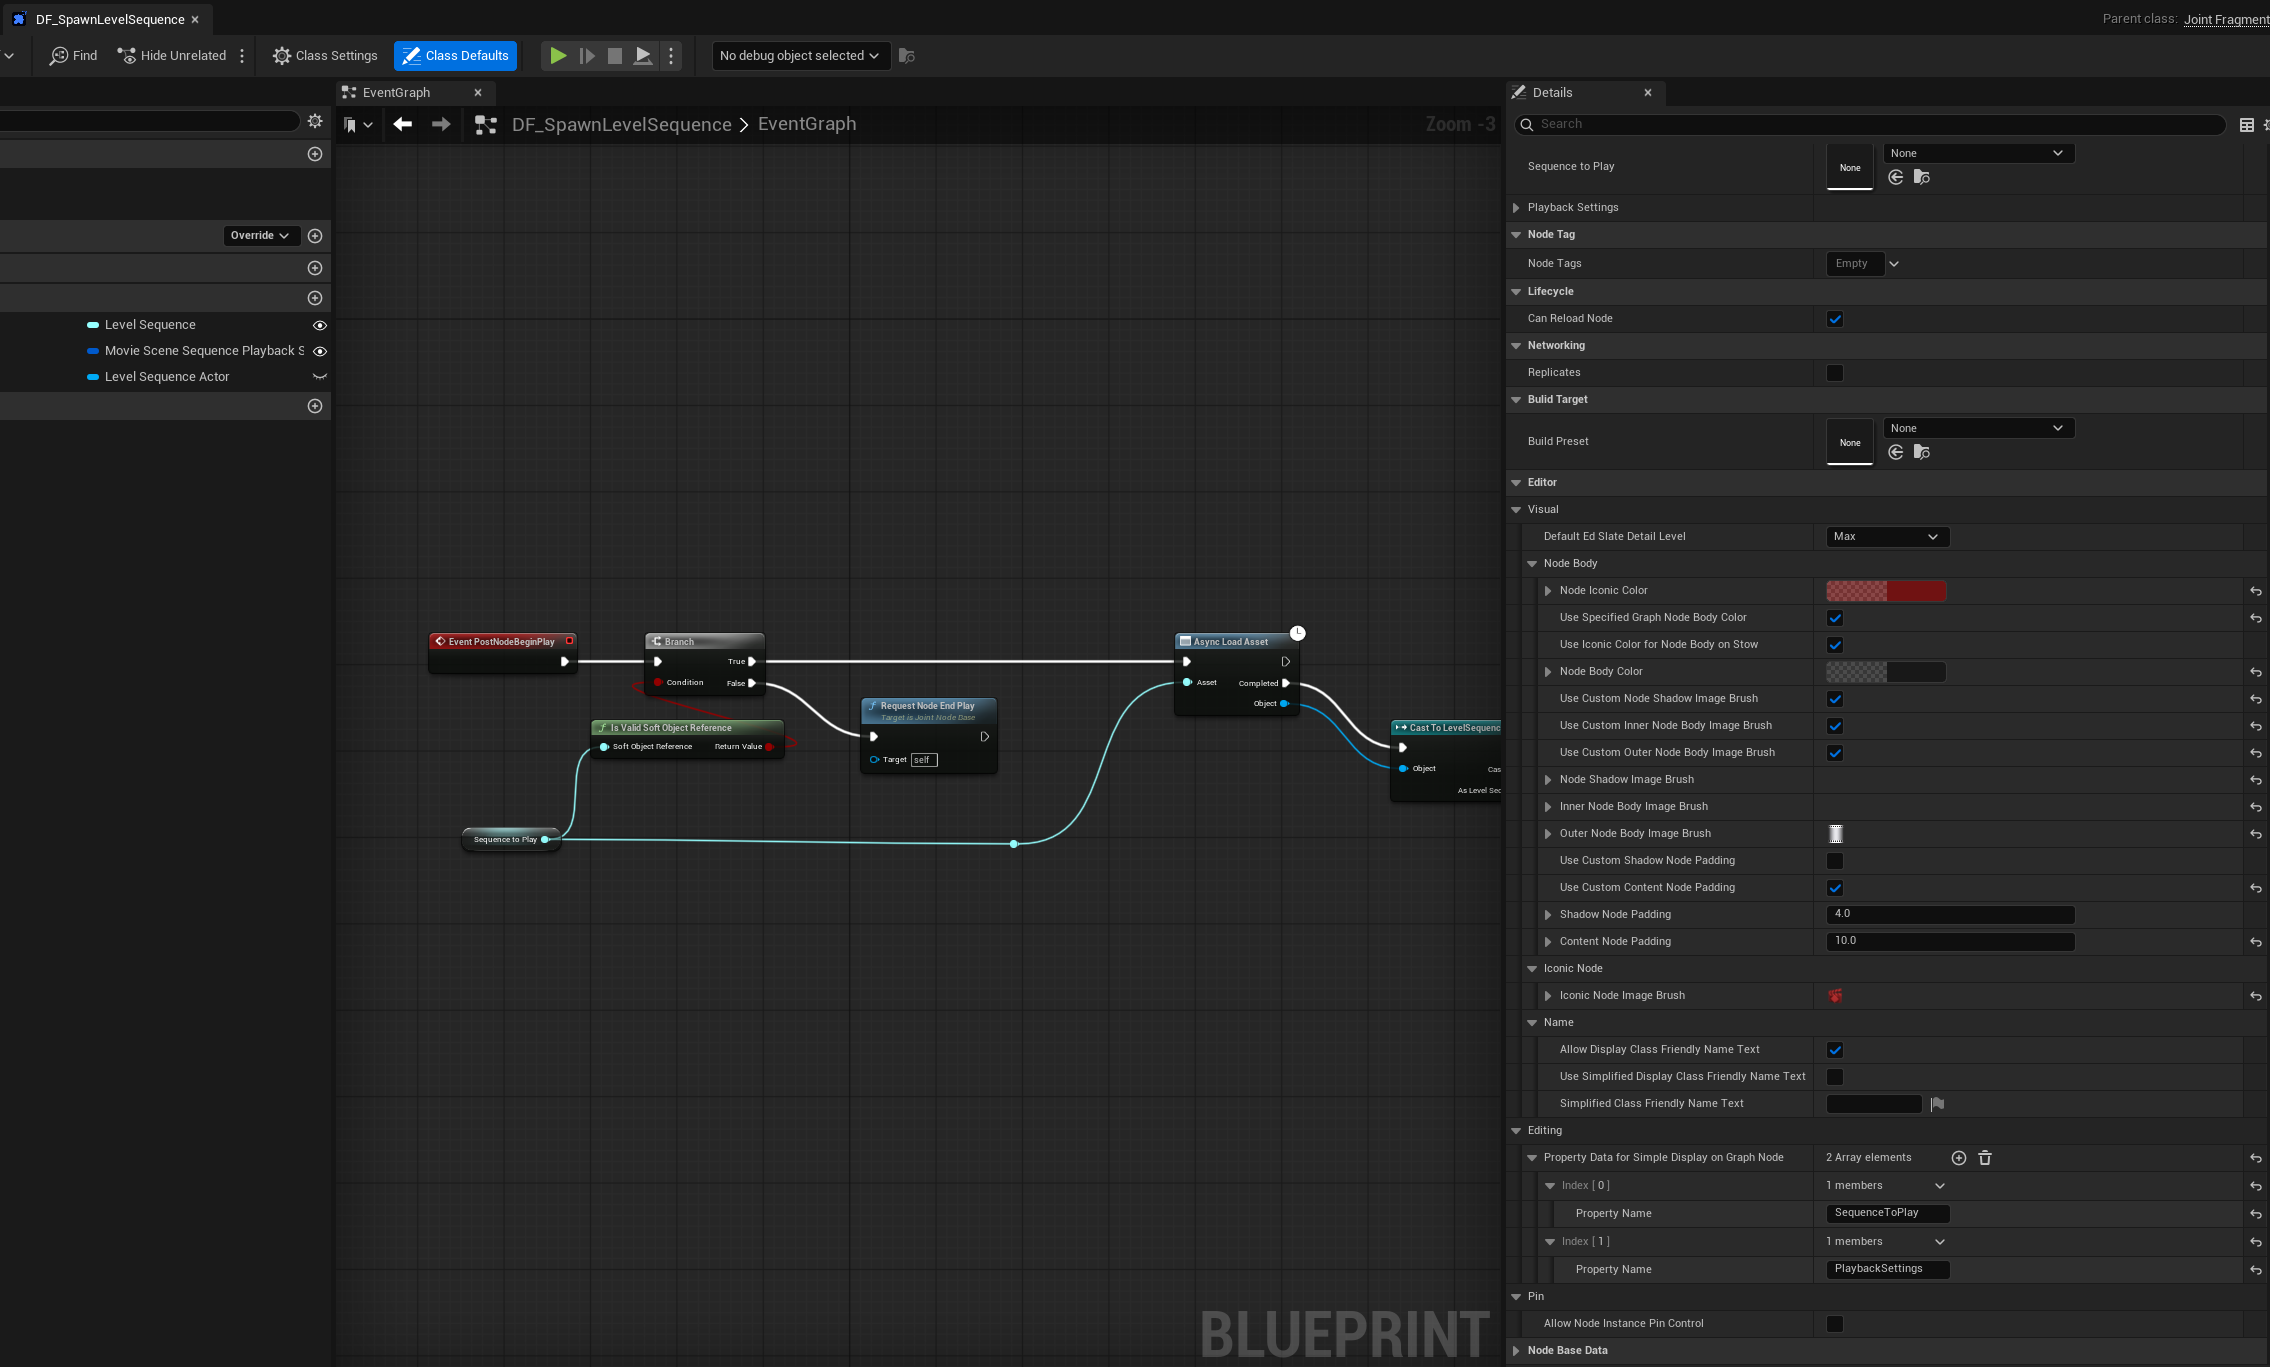 DF_SpawnLevelSequence
Parent class: Joint Fragment
Find
Hide Unrelated
Class Settings
Class Defaults
No debug object selected
EventGraph
DF_SpawnLevelSequence > EventGraph
Zoom -3
Override
Level Sequence
Movie Scene Sequence Playback S
Level Sequence Actor
Event PostNodeBeginPlay
Branch
True
Condition
False
Is Valid Soft Object Reference
Soft Object Reference
Return Value
Request Node End Play
Target is Joint Node Base
Target
self
Sequence to Play
Async Load Asset
Asset
Completed
Object
Cast To LevelSequenc
Object
Cas
As Level Sec
BLUEPRINT
Details
Search
Sequence to Play
None
None
Playback Settings
Node Tag
Node Tags
Empty
Lifecycle
Can Reload Node
Networking
Replicates
Bulid Target
Build Preset
None
None
Editor
Visual
Default Ed Slate Detail Level
Max
Node Body
Node Iconic Color
Use Specified Graph Node Body Color
Use Iconic Color for Node Body on Stow
Node Body Color
Use Custom Node Shadow Image Brush
Use Custom Inner Node Body Image Brush
Use Custom Outer Node Body Image Brush
Node Shadow Image Brush
Inner Node Body Image Brush
Outer Node Body Image Brush
Use Custom Shadow Node Padding
Use Custom Content Node Padding
Shadow Node Padding
4.0
Content Node Padding
10.0
Iconic Node
Iconic Node Image Brush
Name
Allow Display Class Friendly Name Text
Use Simplified Display Class Friendly Name Text
Simplified Class Friendly Name Text
Editing
Property Data for Simple Display on Graph Node
2 Array elements
Index [ 0 ]
1 members
Property Name
SequenceToPlay
Index [ 1 ]
1 members
Property Name
PlaybackSettings
Pin
Allow Node Instance Pin Control
Node Base Data